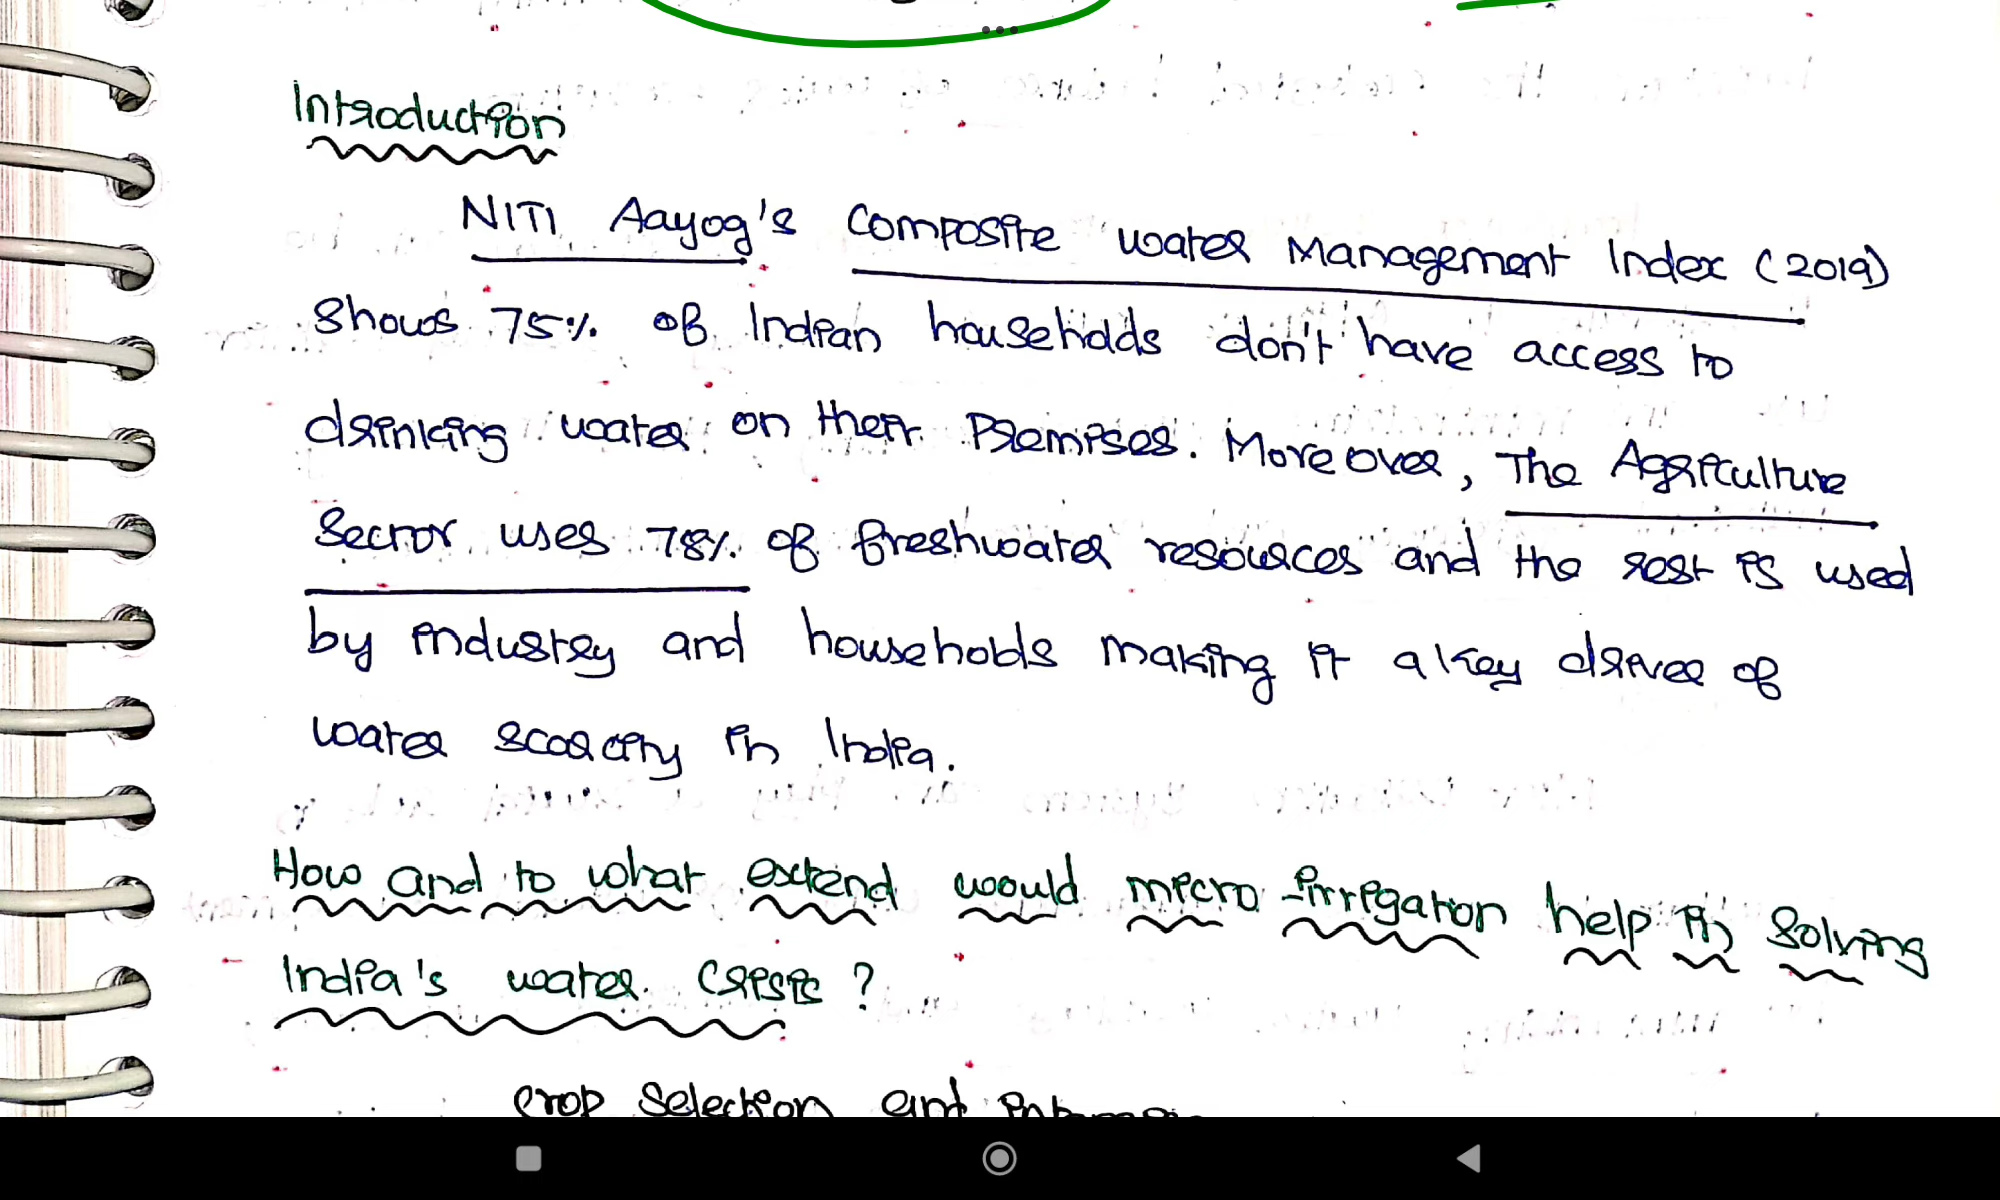 Introduction
NITI Aayog's Composite water Management Index (2019)
shows 75% of Indian households don't have access to
drinking water on their premises. Moreover, The Agriculture
Sector uses 78% of freshwater resources and the rest is used
by industry and households making it a key driver of
water scarcity in India.
How and to what extend would micro-irrigation help in solving
India's water crisis ?
crop selection and